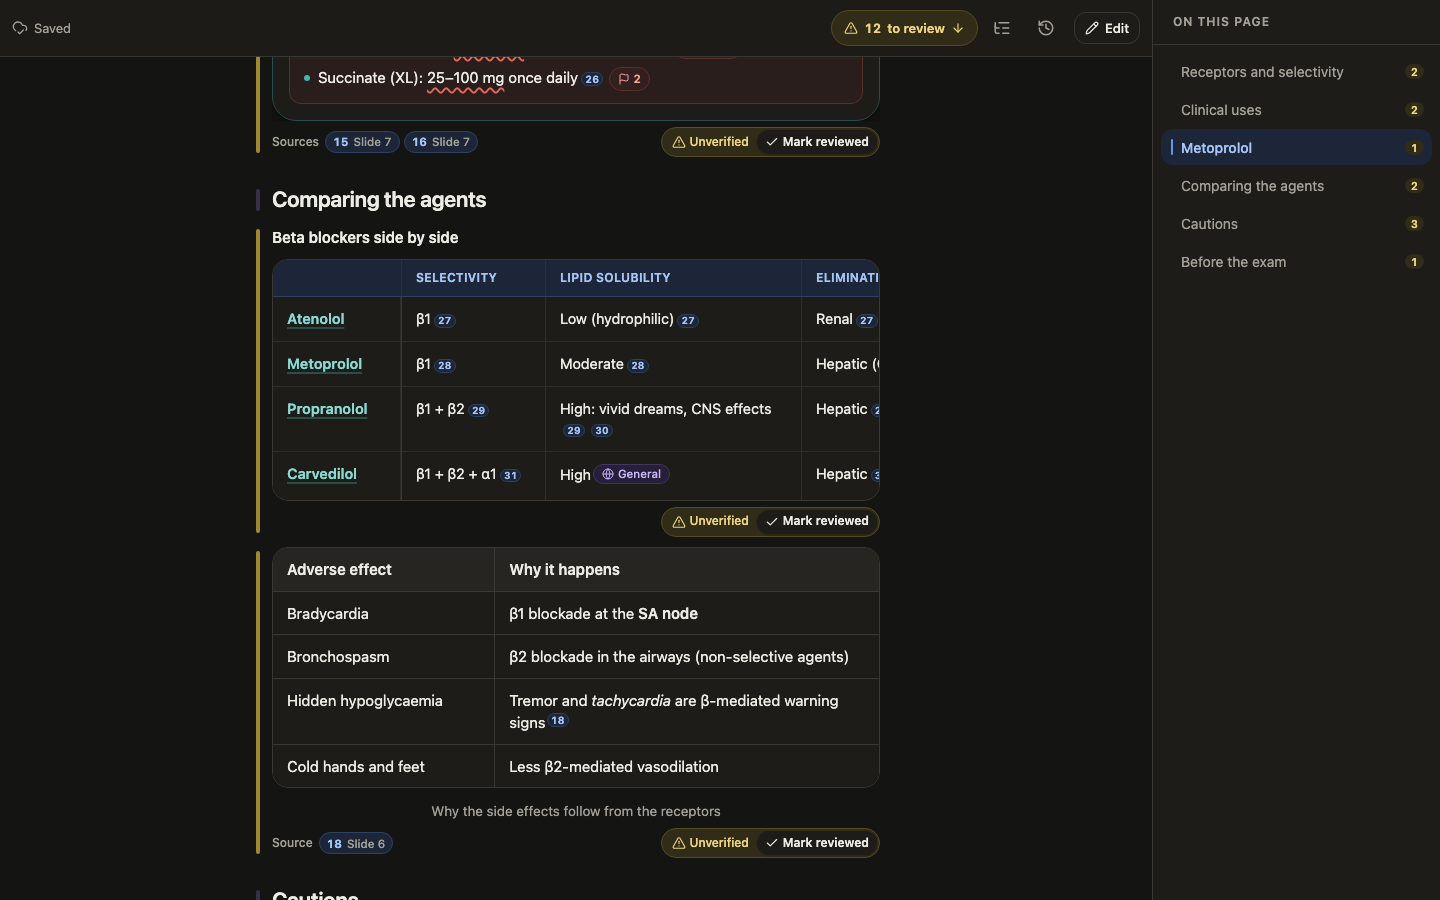 Saved
12 to review
Edit
ON THIS PAGE
Receptors and selectivity 2
Clinical uses 2
Metoprolol 1
Comparing the agents 2
Cautions 3
Before the exam 1
Succinate (XL): 25–100 mg once daily 26 2
Sources 15 Slide 7 16 Slide 7
Unverified Mark reviewed
Comparing the agents
Beta blockers side by side
SELECTIVITY LIPID SOLUBILITY ELIMINATI
Atenolol β1 27 Low (hydrophilic) 27 Renal 27
Metoprolol β1 28 Moderate 28 Hepatic (
Propranolol β1 + β2 29 High: vivid dreams, CNS effects Hepatic
29 30
Carvedilol β1 + β2 + α1 31 High General Hepatic
Unverified Mark reviewed
Adverse effect Why it happens
Bradycardia β1 blockade at the SA node
Bronchospasm β2 blockade in the airways (non-selective agents)
Hidden hypoglycaemia Tremor and tachycardia are β-mediated warning
signs 18
Cold hands and feet Less β2-mediated vasodilation
Why the side effects follow from the receptors
Source 18 Slide 6
Unverified Mark reviewed
Cautions